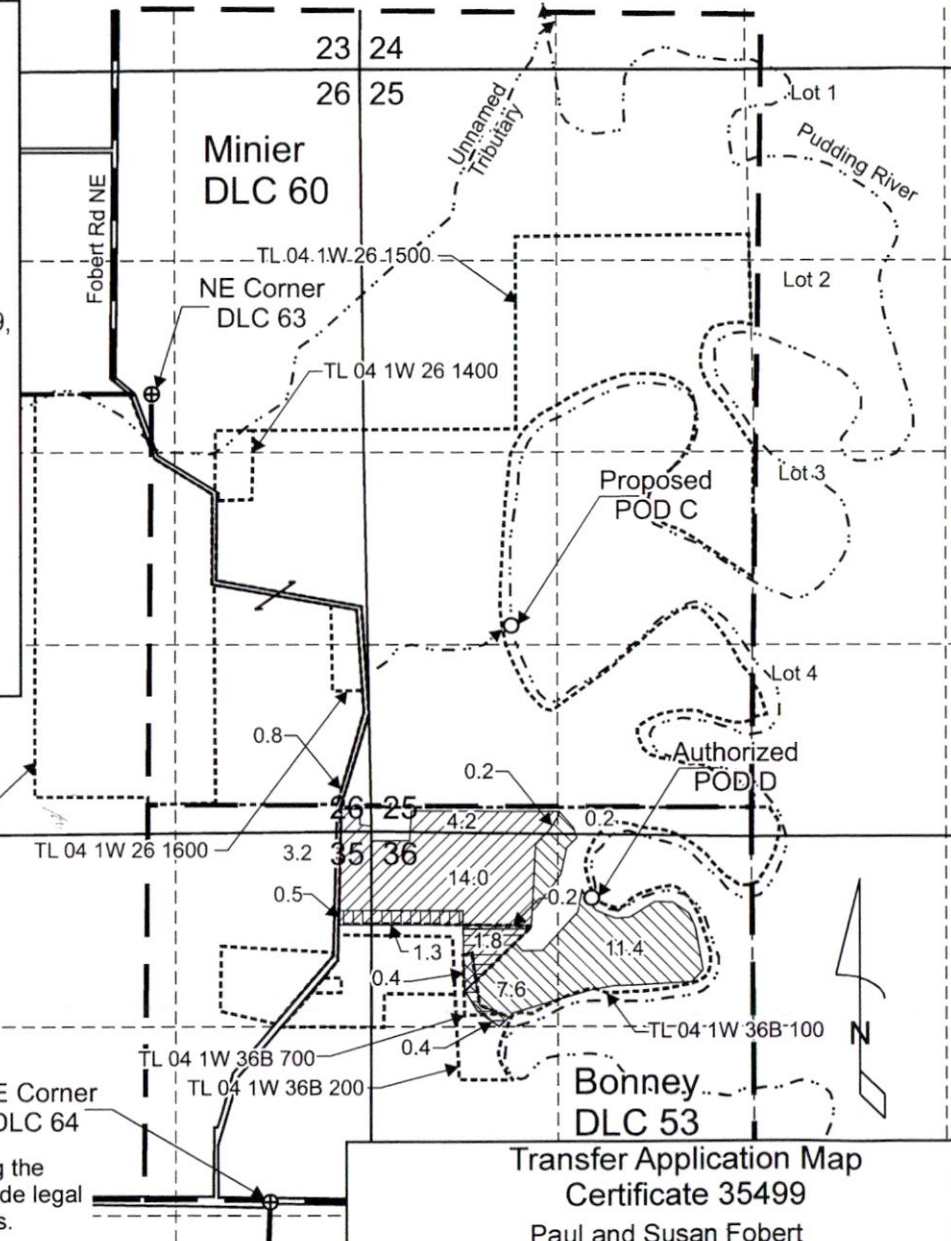 23 24
26 25
Lot 1
Unnamed
Tributary
Pudding River
Minier
DLC 60
Fobert Rd NE
TL 04 1W 26 1500
Lot 2
NE Corner
DLC 63
9,
TL 04 1W 26 1400
Lot 3
Proposed
POD C
Lot 4
0.8
Authorized
POD D
0.2
26 25
4.2
0.2
TL 04 1W 26 1600
3.2
35 36
14.0
0.5
0.2
1.8
11.4
1.3
0.4
7.6
TL 04 1W 36B 100
N
TL 04 1W 36B 700
0.4
TL 04 1W 36B 200
Bonney
DLC 53
E Corner
DLC 64
g the
de legal
s.
Transfer Application Map
Certificate 35499
Paul and Susan Fobert